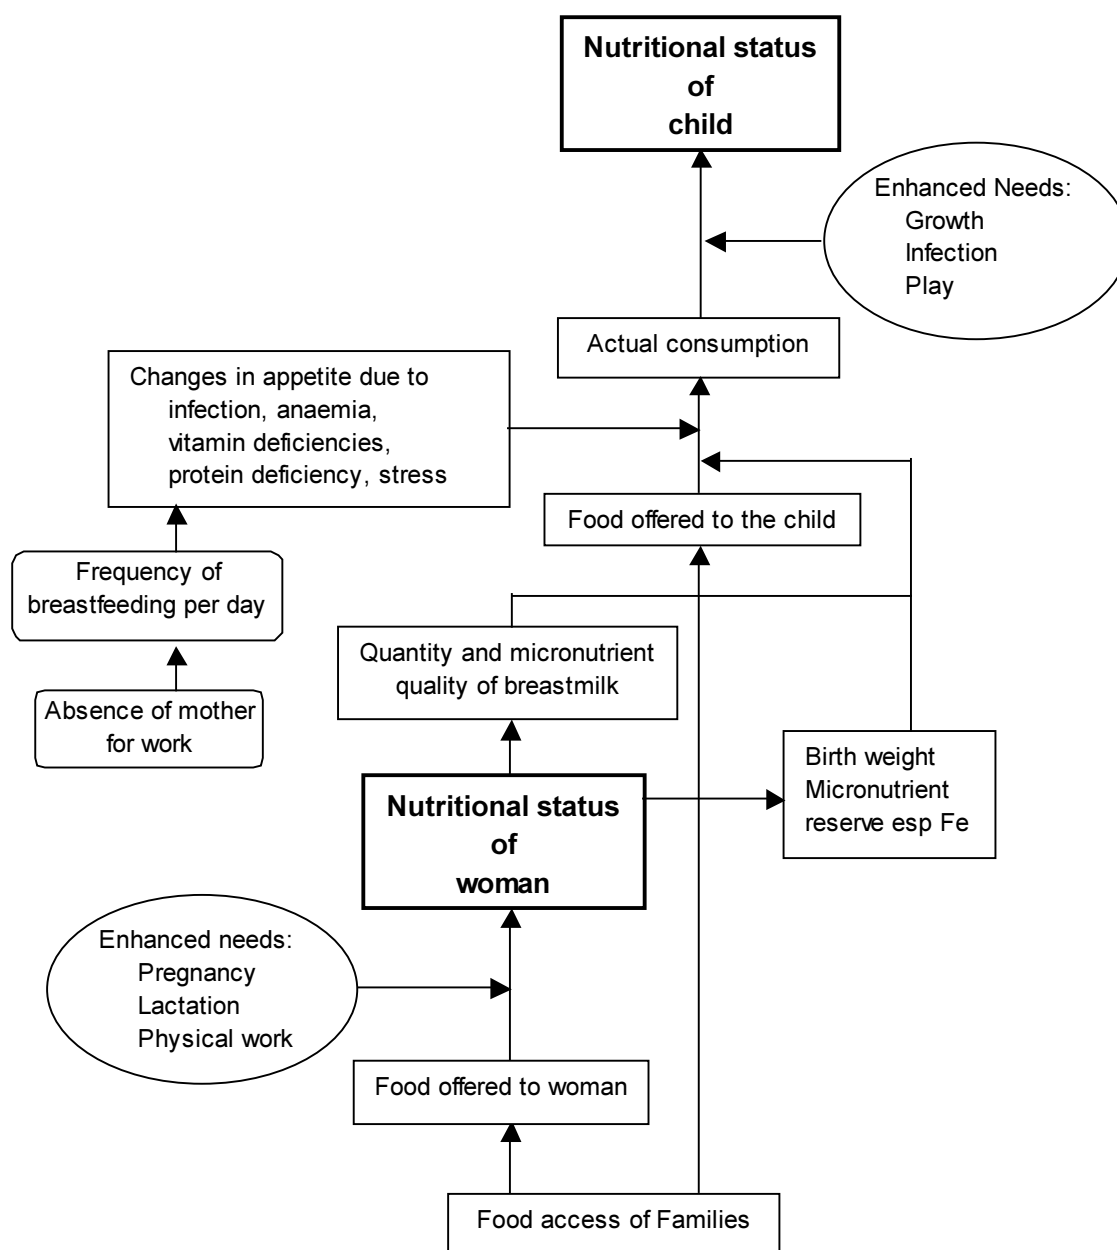 Nutritional status
of
child
Enhanced Needs:
Growth
Infection
Play
Actual consumption
Changes in appetite due to
infection, anaemia,
vitamin deficiencies,
protein deficiency, stress
Food offered to the child
Frequency of
breastfeeding per day
Quantity and micronutrient
quality of breastmilk
Absence of mother
for work
Birth weight
Micronutrient
reserve esp Fe
Nutritional status
of
woman
Enhanced needs:
Pregnancy
Lactation
Physical work
Food offered to woman
Food access of Families